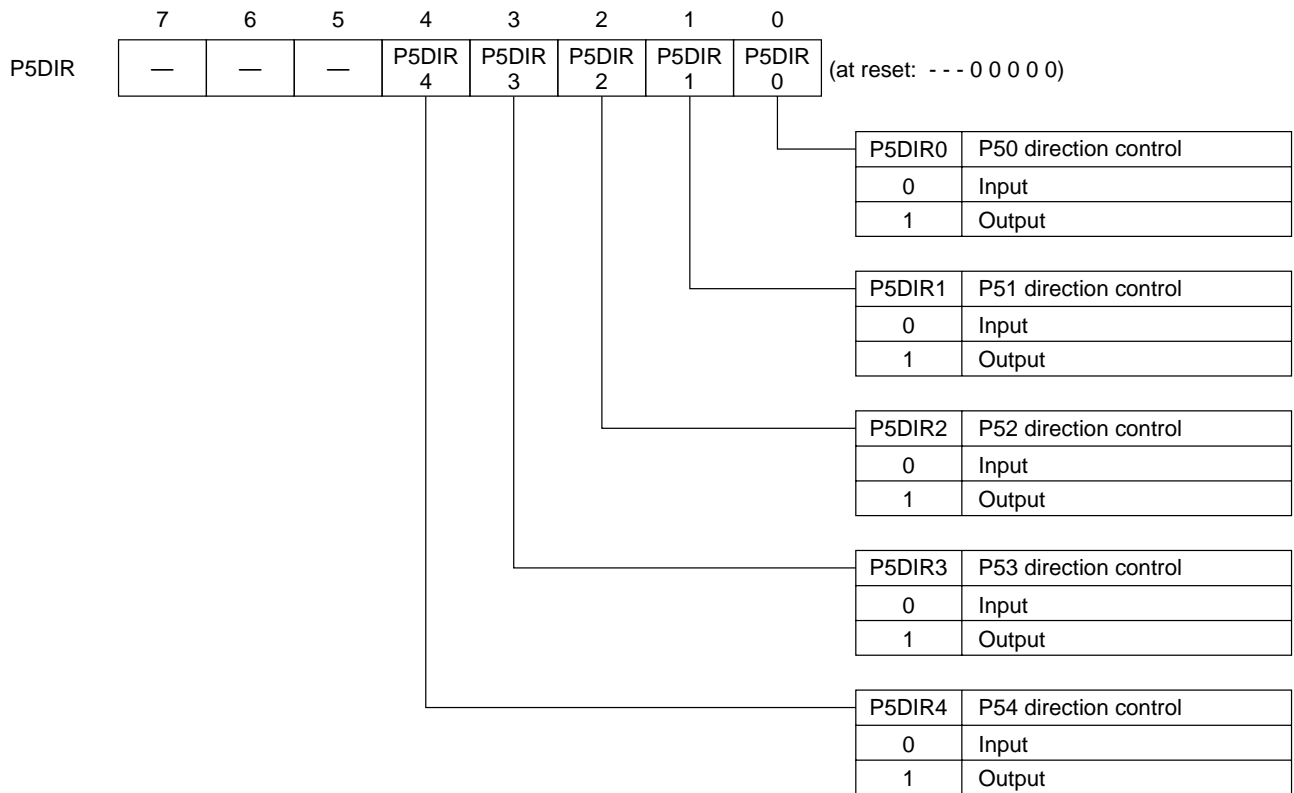 7 6 5 4 3 2 1 0
P5DIR — — — P5DIR 4 P5DIR 3 P5DIR 2 P5DIR 1 P5DIR 0 (at reset: - - - 0 0 0 0 0)
P5DIR0 P50 direction control
0 Input
1 Output
P5DIR1 P51 direction control
0 Input
1 Output
P5DIR2 P52 direction control
0 Input
1 Output
P5DIR3 P53 direction control
0 Input
1 Output
P5DIR4 P54 direction control
0 Input
1 Output